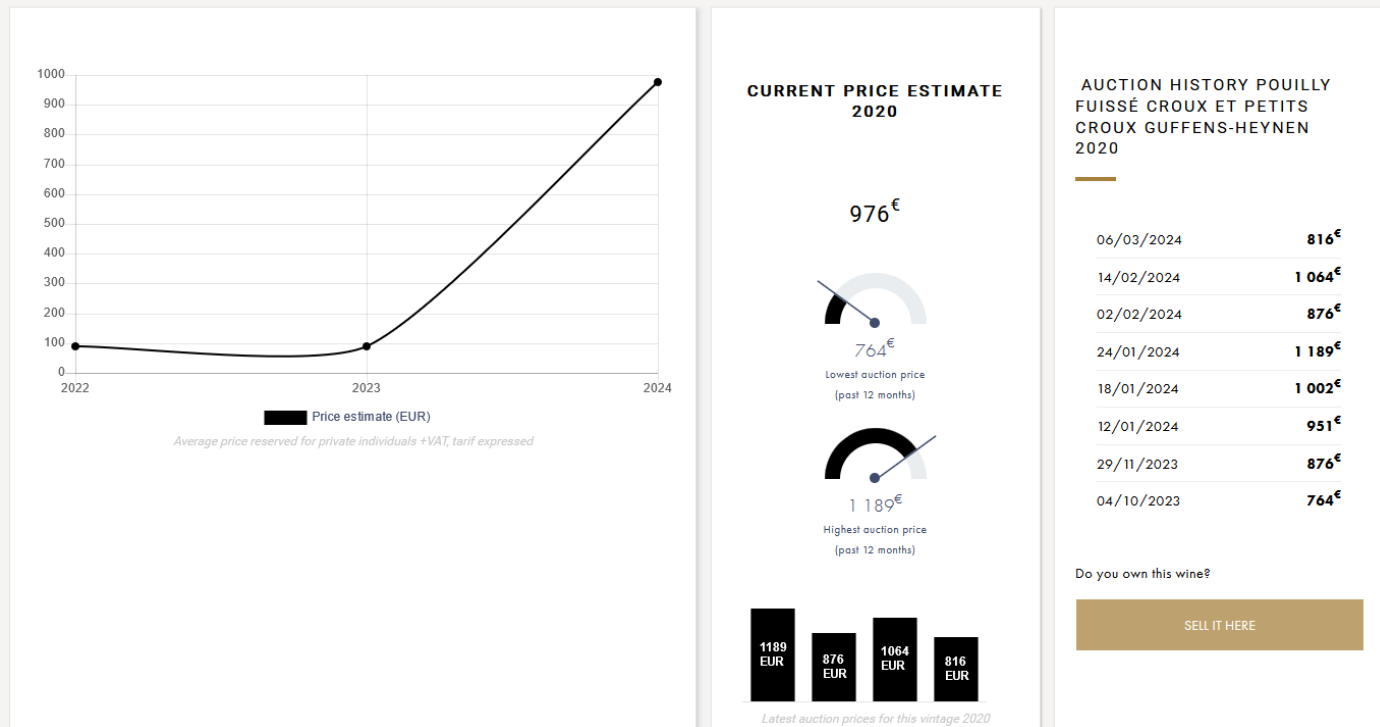 1000
900
800
700
600
500
400
300
200
100
0
2022 2023 2024
Price estimate (EUR)
Average price reserved for private individuals +VAT, tarif expressed
CURRENT PRICE ESTIMATE
2020
976€
764€
Lowest auction price
(past 12 months)
1 189€
Highest auction price
(past 12 months)
1189 EUR
876 EUR
1064 EUR
816 EUR
Latest auction prices for this vintage 2020
AUCTION HISTORY POUILLY
FUISSÉ CROUX ET PETITS
CROUX GUFFENS-HEYNEN
2020
06/03/2024 816€
14/02/2024 1 064€
02/02/2024 876€
24/01/2024 1 189€
18/01/2024 1 002€
12/01/2024 951€
29/11/2023 876€
04/10/2023 764€
Do you own this wine?
SELL IT HERE